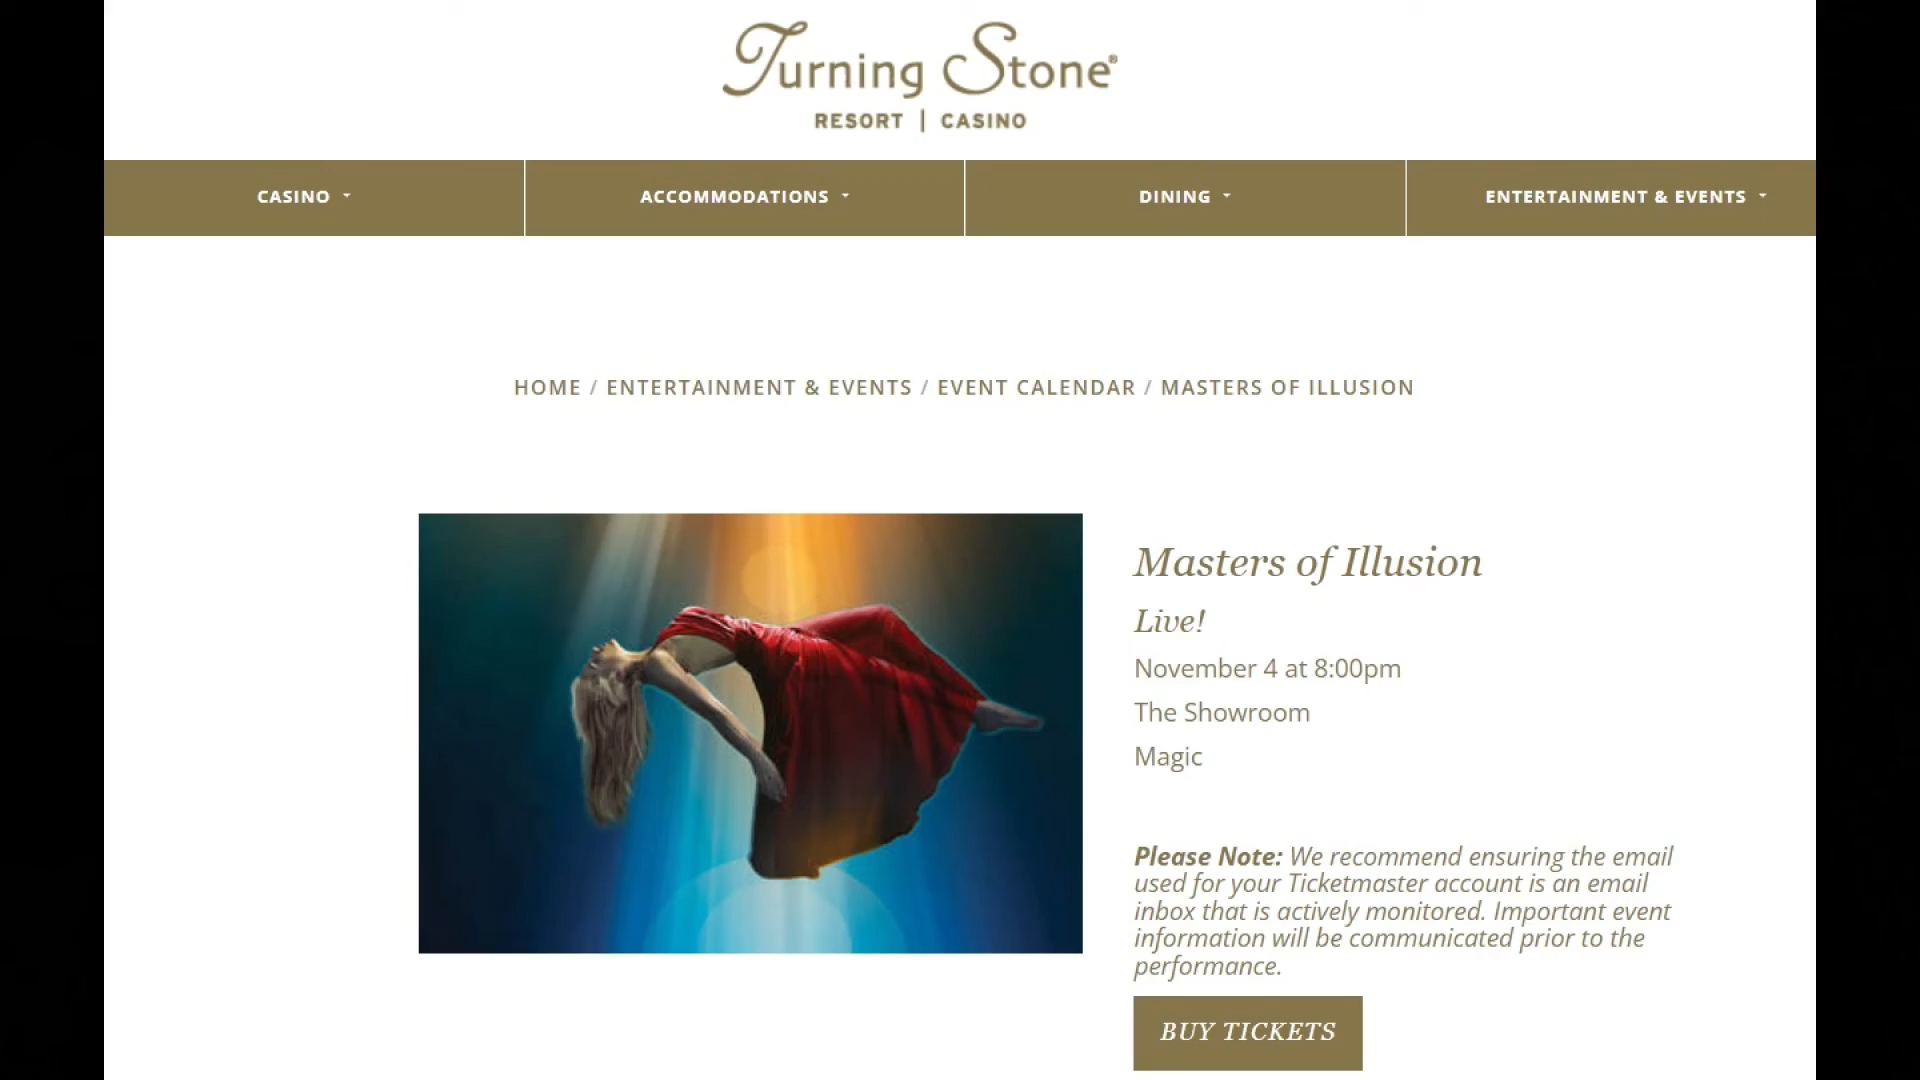 Turning Stone®
RESORT | CASINO
CASINO
ACCOMMODATIONS
DINING
ENTERTAINMENT & EVENTS
HOME / ENTERTAINMENT & EVENTS / EVENT CALENDAR / MASTERS OF ILLUSION
Masters of Illusion
Live!
November 4 at 8:00pm
The Showroom
Magic
Please Note: We recommend ensuring the email
used for your Ticketmaster account is an email
inbox that is actively monitored. Important event
information will be communicated prior to the
performance.
BUY TICKETS